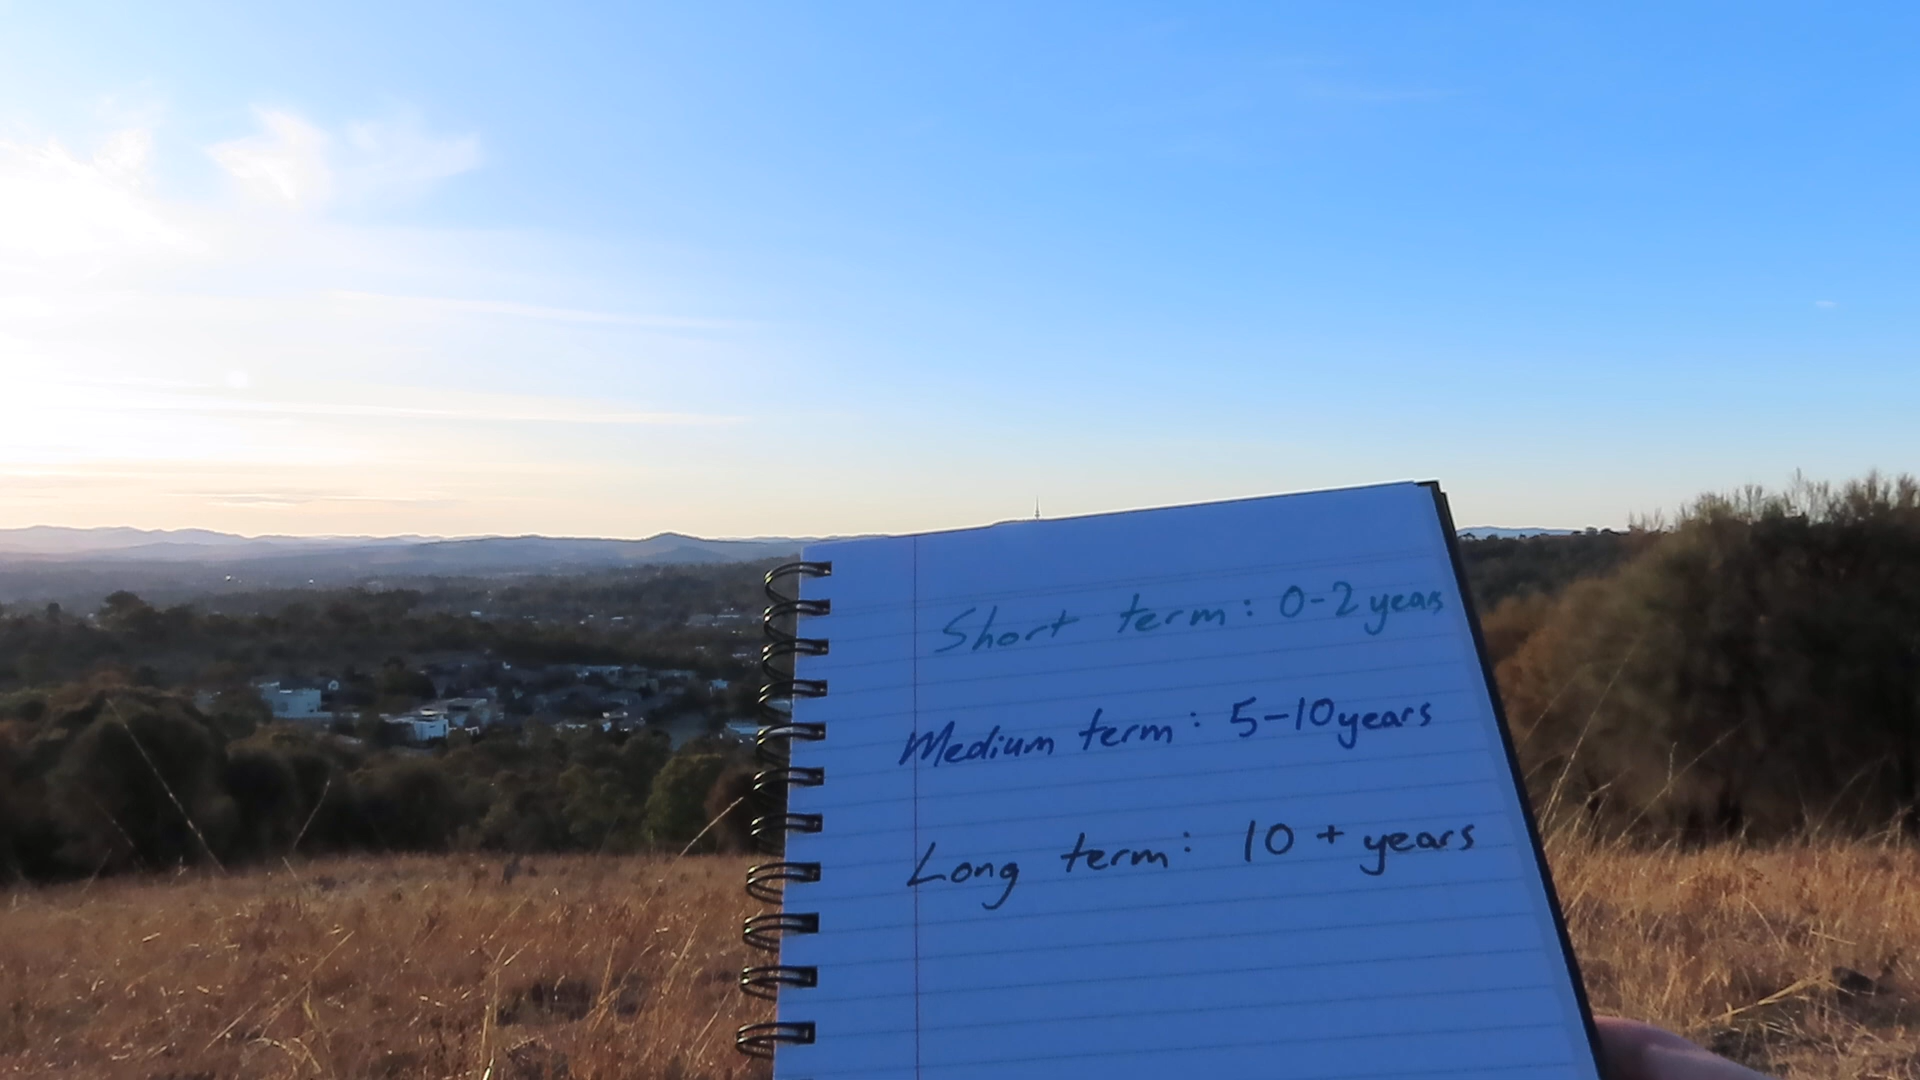 Short term: 0-2 years
Medium term: 5-10 years
Long term: 10 + years